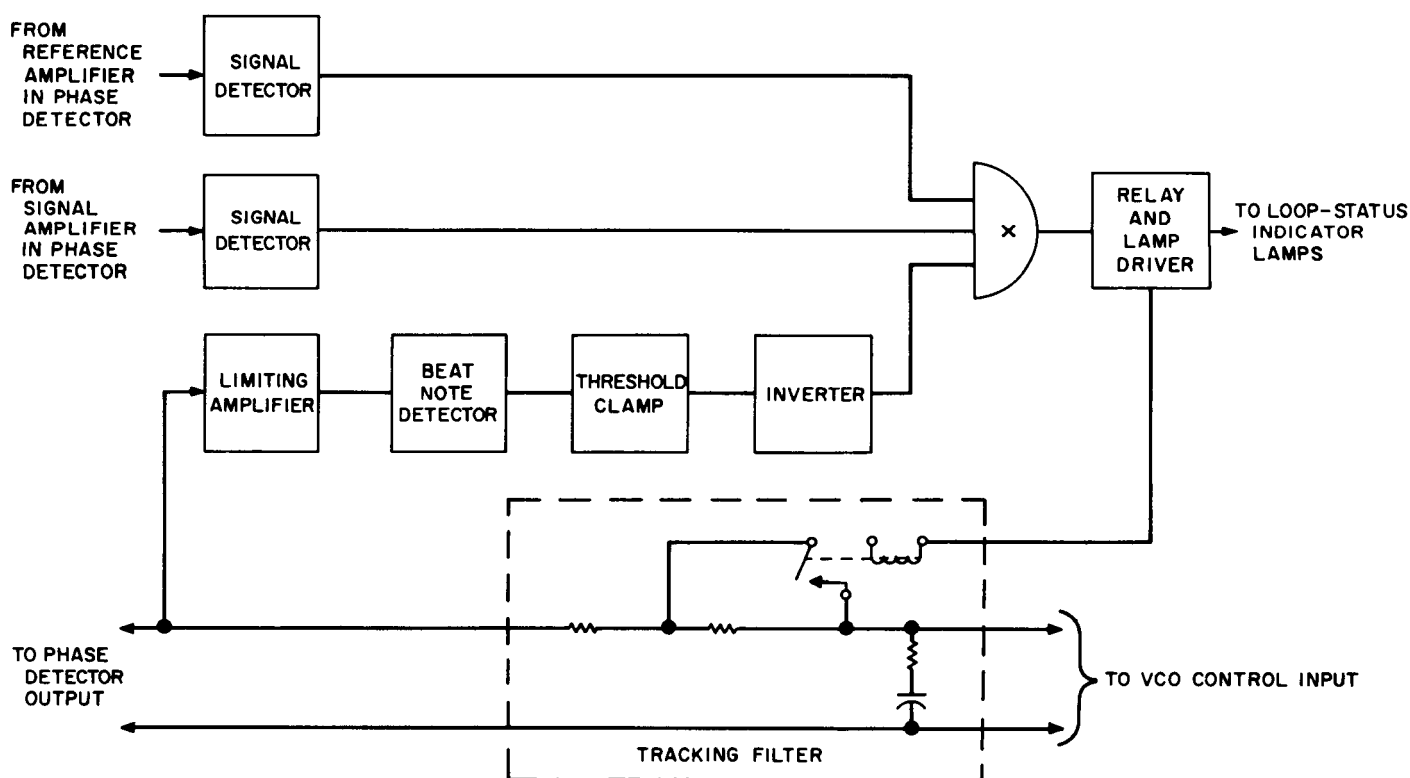 FROM
REFERENCE
AMPLIFIER
IN PHASE
DETECTOR
SIGNAL
DETECTOR
FROM
SIGNAL
AMPLIFIER
IN PHASE
DETECTOR
SIGNAL
DETECTOR
X
RELAY
AND
LAMP
DRIVER
TO LOOP-STATUS
INDICATOR
LAMPS
LIMITING
AMPLIFIER
BEAT
NOTE
DETECTOR
THRESHOLD
CLAMP
INVERTER
TO PHASE
DETECTOR
OUTPUT
TO VCO CONTROL INPUT
TRACKING FILTER